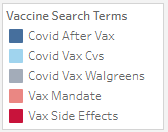 Vaccine Search Terms
Covid After Vax
Covid Vax Cvs
Covid Vax Walgreens
Vax Mandate
Vax Side Effects